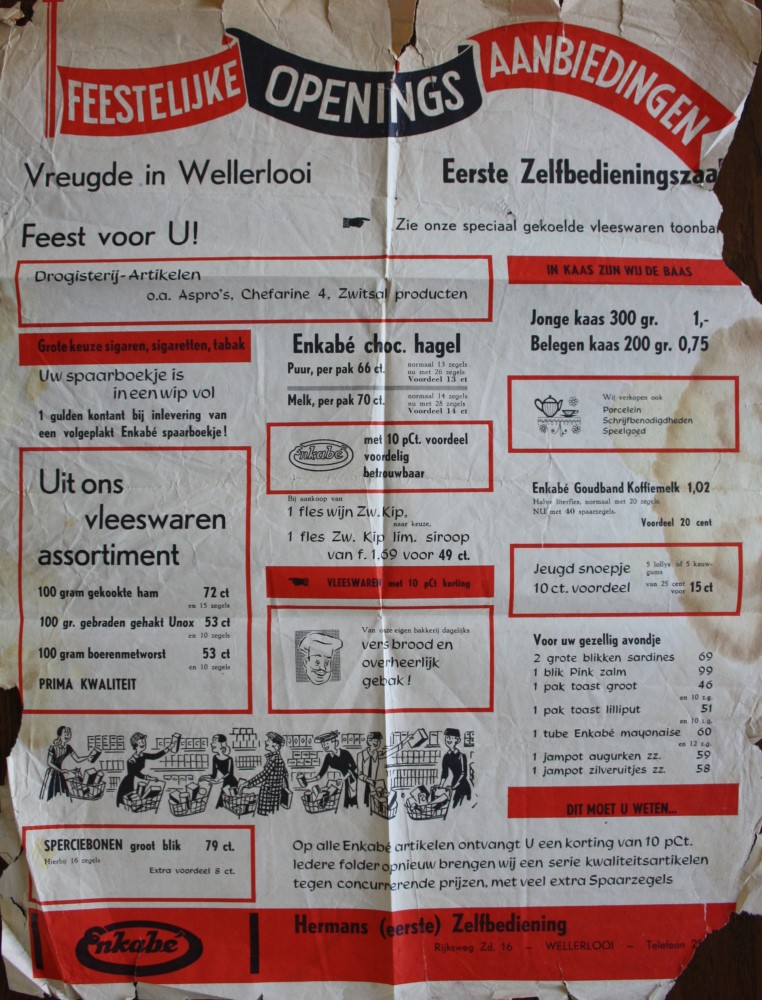 FEESTELIJKE OPENINGS AANBIEDINGEN
Vreugde in Wellerlooi
Eerste Zelfbedieningszaa
Feest voor U!
Zie onze speciaal gekoelde vleeswaren toonba
Drogisterij-Artikelen
o.a. Aspro's, Chefarine 4, Zwitsal producten
Grote keuze sigaren, sigaretten, tabak
Uw spaarboekje is
in een wip vol
1 gulden kontant bij inlevering van
een volgeplakt Enkabé spaarboekje!
Uit ons
vleeswaren
assortiment
100 gram gekookte ham 72 ct
en 15 zegels
100 gr. gebraden gehakt Unox 53 ct
en 10 zegels
100 gram boerenmetworst 53 ct
en 10 zegels
PRIMA KWALITEIT
Enkabé choc. hagel
Puur, per pak 66 ct.
normaal 13 zegels
nu met 26 zegels
Voordeel 13 ct
Melk, per pak 70 ct.
normaal 14 zegels
nu met 28 zegels
Voordeel 14 ct
Enkabé
met 10 pCt. voordeel
voordelig
betrouwbaar
Bij aankoop van
1 fles wijn Zw. Kip,
naar keuze,
1 fles Zw. Kip lim. siroop
van f. 1.69 voor 49 ct.
VLEESWAREN met 10 pCt korting
Van onze eigen bakkerij dagelijks
vers brood en
overheerlijk
gebak!
IN KAAS ZIJN WIJ DE BAAS
Jonge kaas 300 gr. 1,-
Belegen kaas 200 gr. 0,75
Wij verkopen ook
Porcelein
Schrijfbenodigdheden
Speelgoed
Enkabé Goudband Koffiemelk 1,02
Halve literfles, normaal met 20 zegels
NU met 40 spaarzegels.
Voordeel 20 cent
Jeugd snoepje
10 ct. voordeel
5 lollys of 5 kauw-
gums
van 25 cent
voor 15 ct
Voor uw gezellig avondje
2 grote blikken sardines 69
1 blik Pink zalm 99
1 pak toast groot 46
en 10 z.g.
1 pak toast lilliput 51
en 10 z.g.
1 tube Enkabé mayonaise 60
en 12 z.g.
1 jampot augurken zz. 59
1 jampot zilveruitjes zz. 58
DIT MOET U WETEN...
SPERCIEBONEN groot blik 79 ct.
Hierbij 16 zegels
Extra voordeel 8 ct.
Op alle Enkabé artikelen ontvangt U een korting van 10 pCt.
Iedere folder opnieuw brengen wij een serie kwaliteitsartikelen
tegen concurrerende prijzen, met veel extra Spaarzegels
Enkabé
Hermans (eerste) Zelfbediening
Rijksweg Zd. 16 - WELLERLOOI - Telefoon